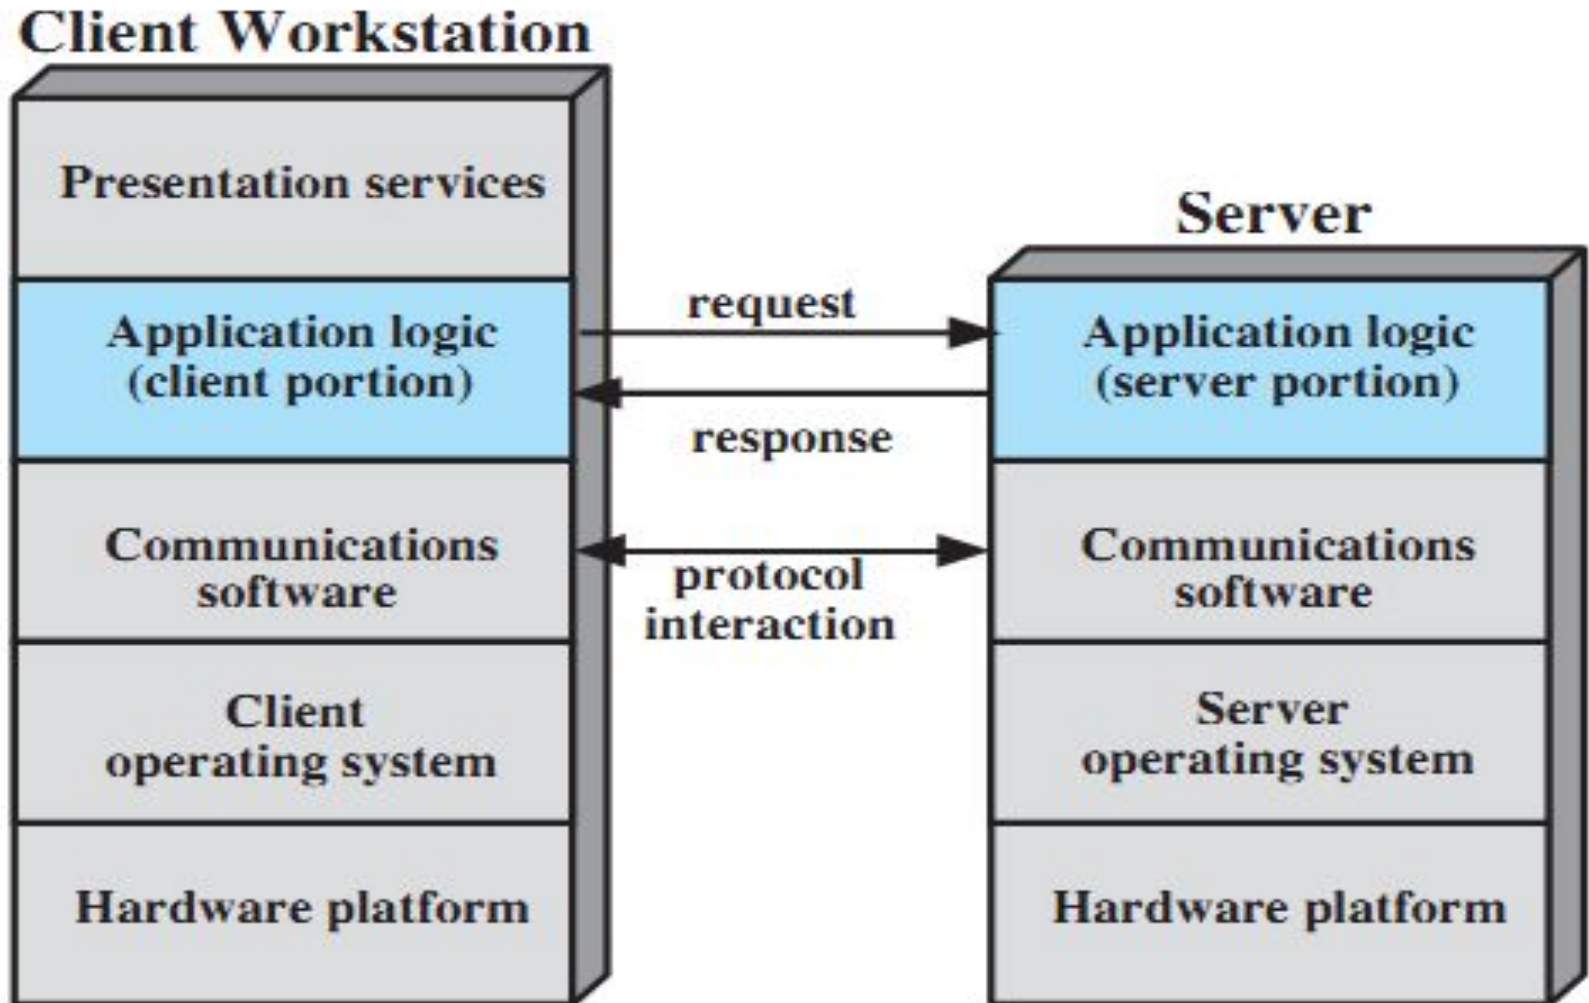 Client Workstation
Presentation services
Application logic
(client portion)
Communications
software
Client
operating system
Hardware platform
request
response
protocol
interaction
Server
Application logic
(server portion)
Communications
software
Server
operating system
Hardware platform